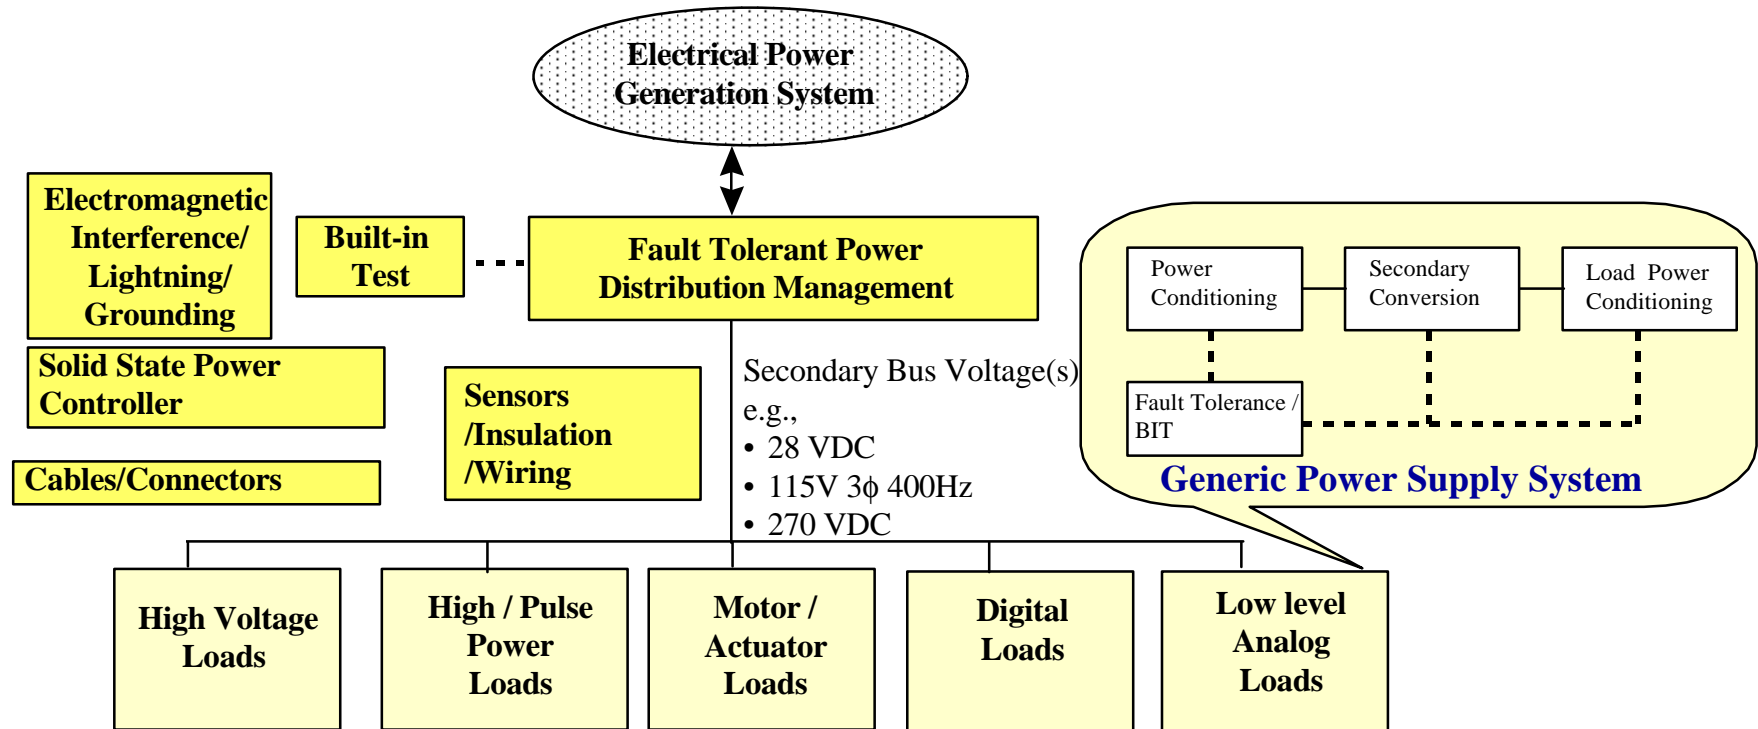 Electrical Power
Generation System
Electromagnetic
Interference/
Lightning/
Grounding
Built-in
Test
Fault Tolerant Power
Distribution Management
Solid State Power
Controller
Cables/Connectors
Sensors
/Insulation
/Wiring
Secondary Bus Voltage(s)
e.g.,
• 28 VDC
• 115V 3ϕ 400Hz
• 270 VDC
Power
Conditioning
Secondary
Conversion
Load Power
Conditioning
Fault Tolerance /
BIT
Generic Power Supply System
High Voltage
Loads
High / Pulse
Power
Loads
Motor /
Actuator
Loads
Digital
Loads
Low level
Analog
Loads